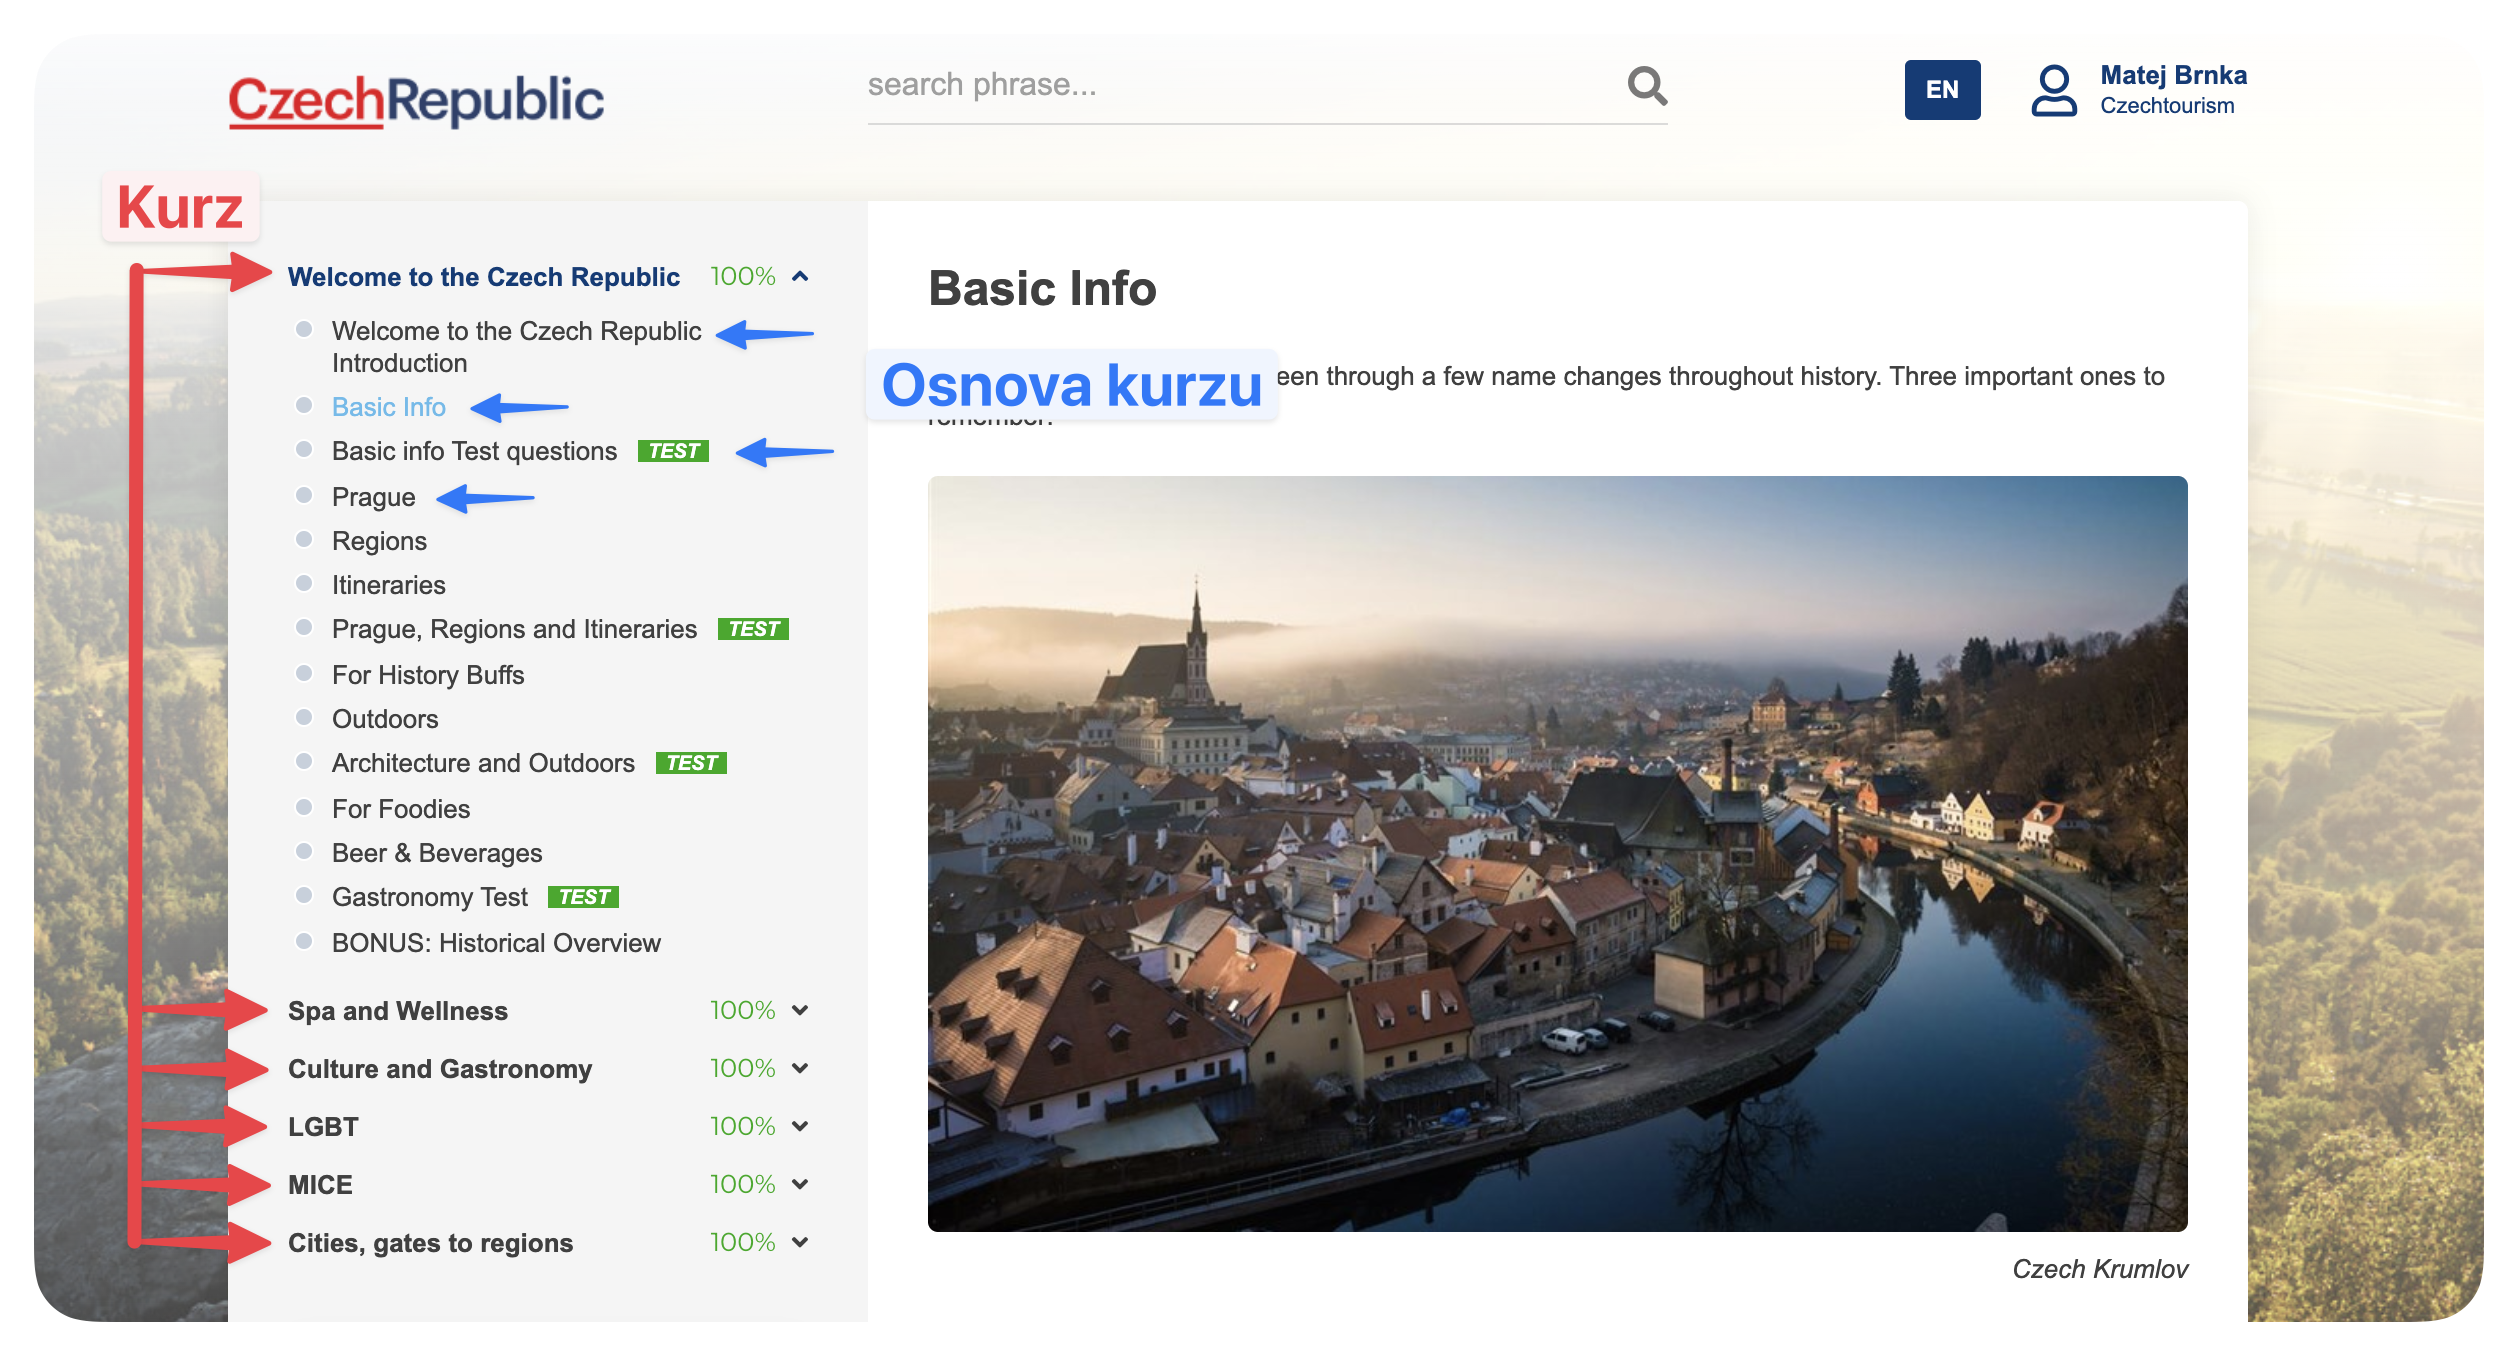 CzechRepublic
search phrase...
EN
Matej Brnka
Czechtourism
Kurz
Welcome to the Czech Republic 100%
Welcome to the Czech Republic
Introduction
Basic Info
Basic info Test questions TEST
Prague
Regions
Itineraries
Prague, Regions and Itineraries TEST
For History Buffs
Outdoors
Architecture and Outdoors TEST
For Foodies
Beer & Beverages
Gastronomy Test TEST
BONUS: Historical Overview
Spa and Wellness 100%
Culture and Gastronomy 100%
LGBT 100%
MICE 100%
Cities, gates to regions 100%
Basic Info
Osnova kurzu
een through a few name changes throughout history. Three important ones to
remember:
Czech Krumlov